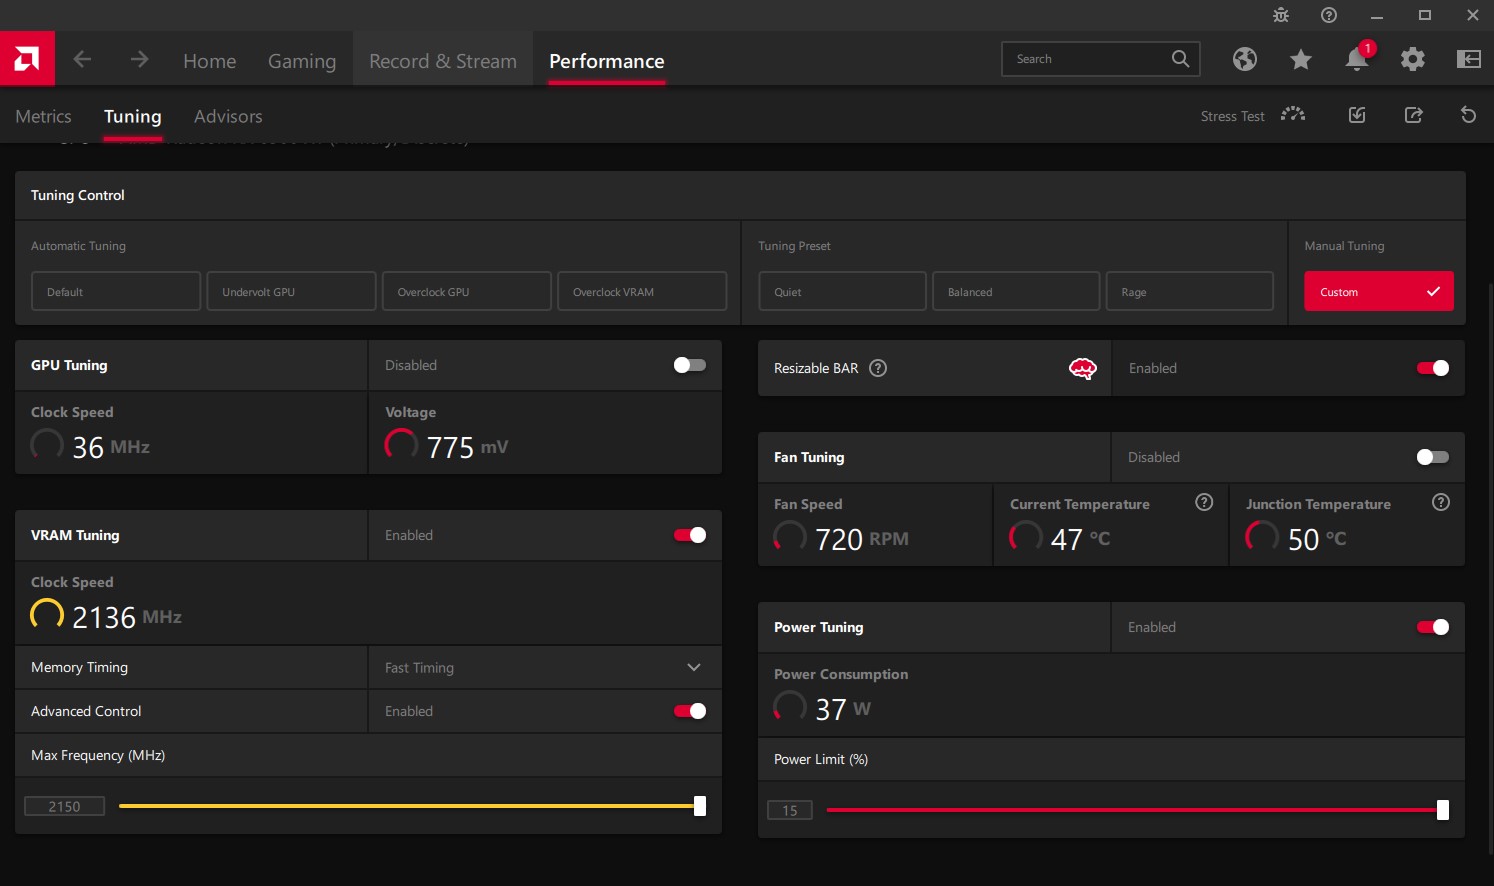 1
Home
Gaming
Record & Stream
Performance
Search
Metrics
Tuning
Advisors
Stress Test
Tuning Control
Automatic Tuning
Tuning Preset
Manual Tuning
Default
Undervolt GPU
Overclock GPU
Overclock VRAM
Quiet
Balanced
Rage
Custom
GPU Tuning
Disabled
Clock Speed
36 MHz
Voltage
775 mV
VRAM Tuning
Enabled
Clock Speed
2136 MHz
Memory Timing
Fast Timing
Advanced Control
Enabled
Max Frequency (MHz)
2150
Resizable BAR
Enabled
Fan Tuning
Disabled
Fan Speed
720 RPM
Current Temperature
47 °C
Junction Temperature
50 °C
Power Tuning
Enabled
Power Consumption
37 W
Power Limit (%)
15